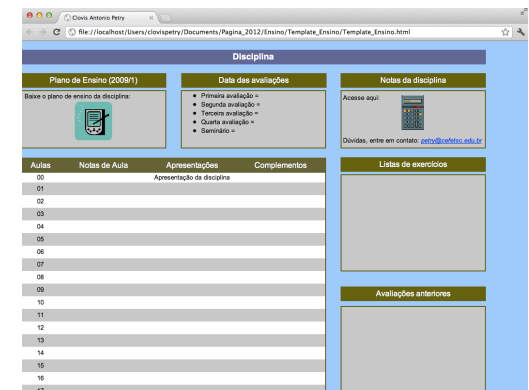 Clovis Antonio Petry
file://localhost/Users/clovispetry/Documents/Pagina_2012/Ensino/Template_Ensino/Template_Ensino.html
Disciplina
Plano de Ensino (2009/1)
Baixe o plano de ensino da disciplina:
Data das avaliações
Primeira avaliação =
Segunda avaliação =
Terceira avaliação =
Quarta avaliação =
Seminário =
Notas da disciplina
Acesse aqui:
Dúvidas, entre em contato: petry@cefetsc.edu.br
Aulas Notas de Aula Apresentações Complementos
00 Apresentação da disciplina
01
02
03
04
05
06
07
08
09
10
11
12
13
14
15
16
17
Listas de exercícios
Avaliações anteriores